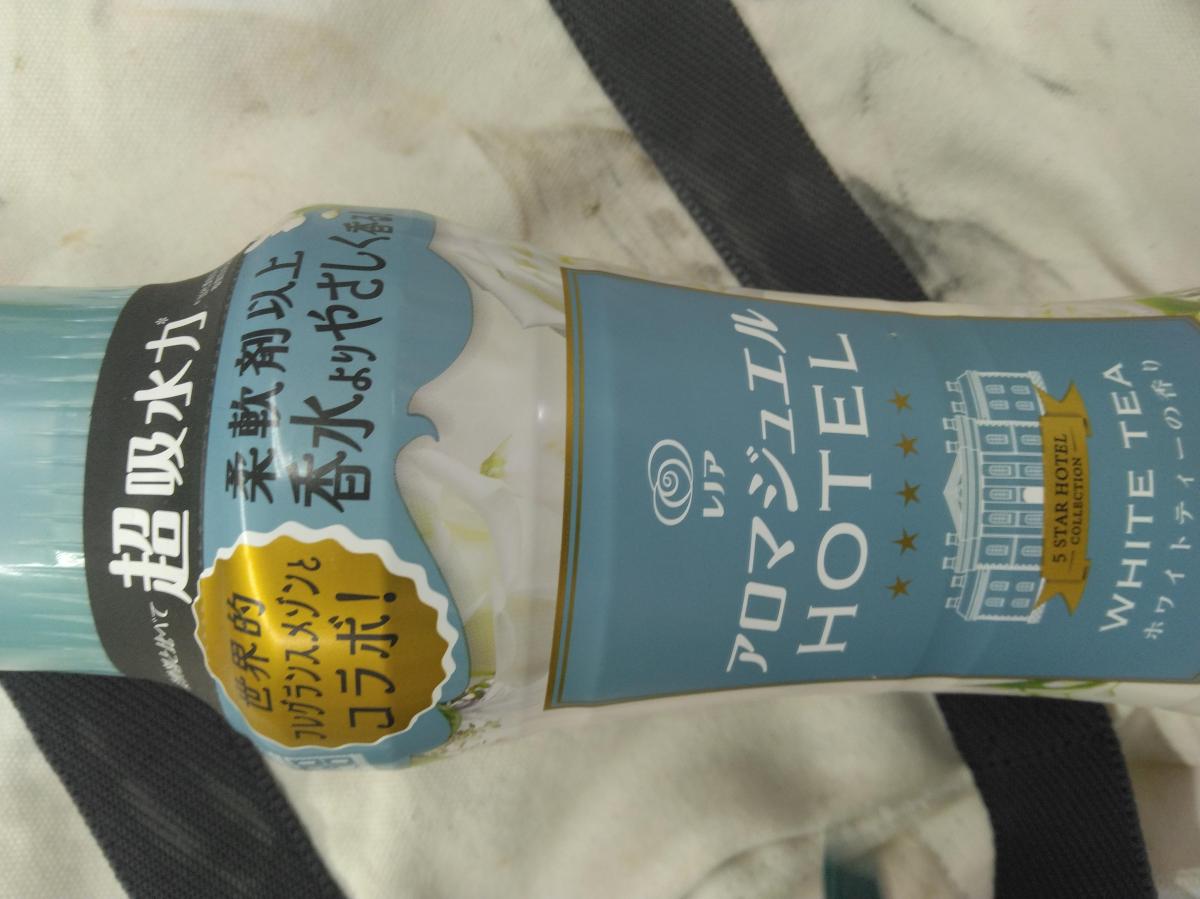 超吸水力*
柔軟剤以上
香水よりやさしく香る
世界的
フレグランスメゾンと
コラボ!
レノア
アロマジュエル
HOTEL
★★★★★
5 STAR HOTEL
COLLECTION
WHITE TEA
ホワイトティーの香り